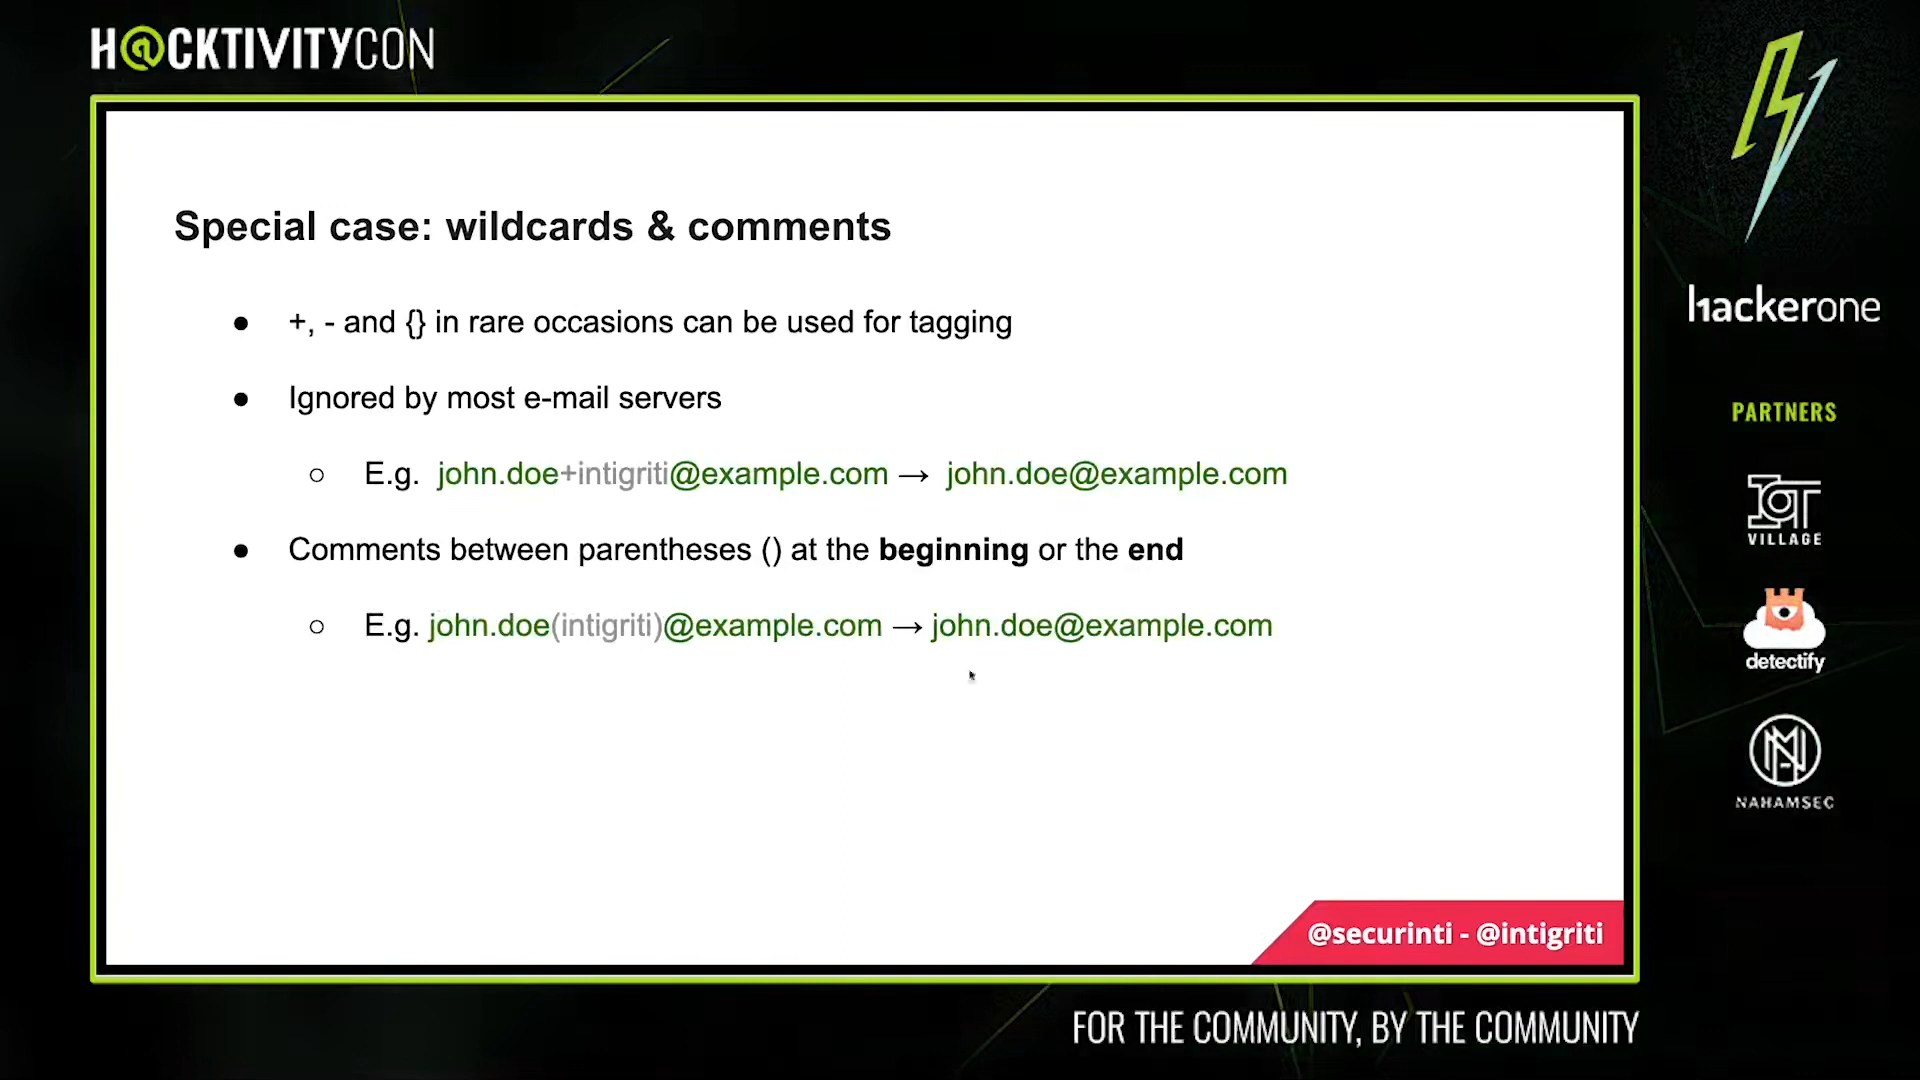 H@CKTIVITYCON
Special case: wildcards & comments
● +, - and {} in rare occasions can be used for tagging
● Ignored by most e-mail servers
○ E.g. john.doe+intigriti@example.com → john.doe@example.com
● Comments between parentheses () at the beginning or the end
○ E.g. john.doe(intigriti)@example.com → john.doe@example.com
@securinti - @intigriti
hackerone
PARTNERS
IOT
VILLAGE
detectify
NAHAMSEC
FOR THE COMMUNITY, BY THE COMMUNITY